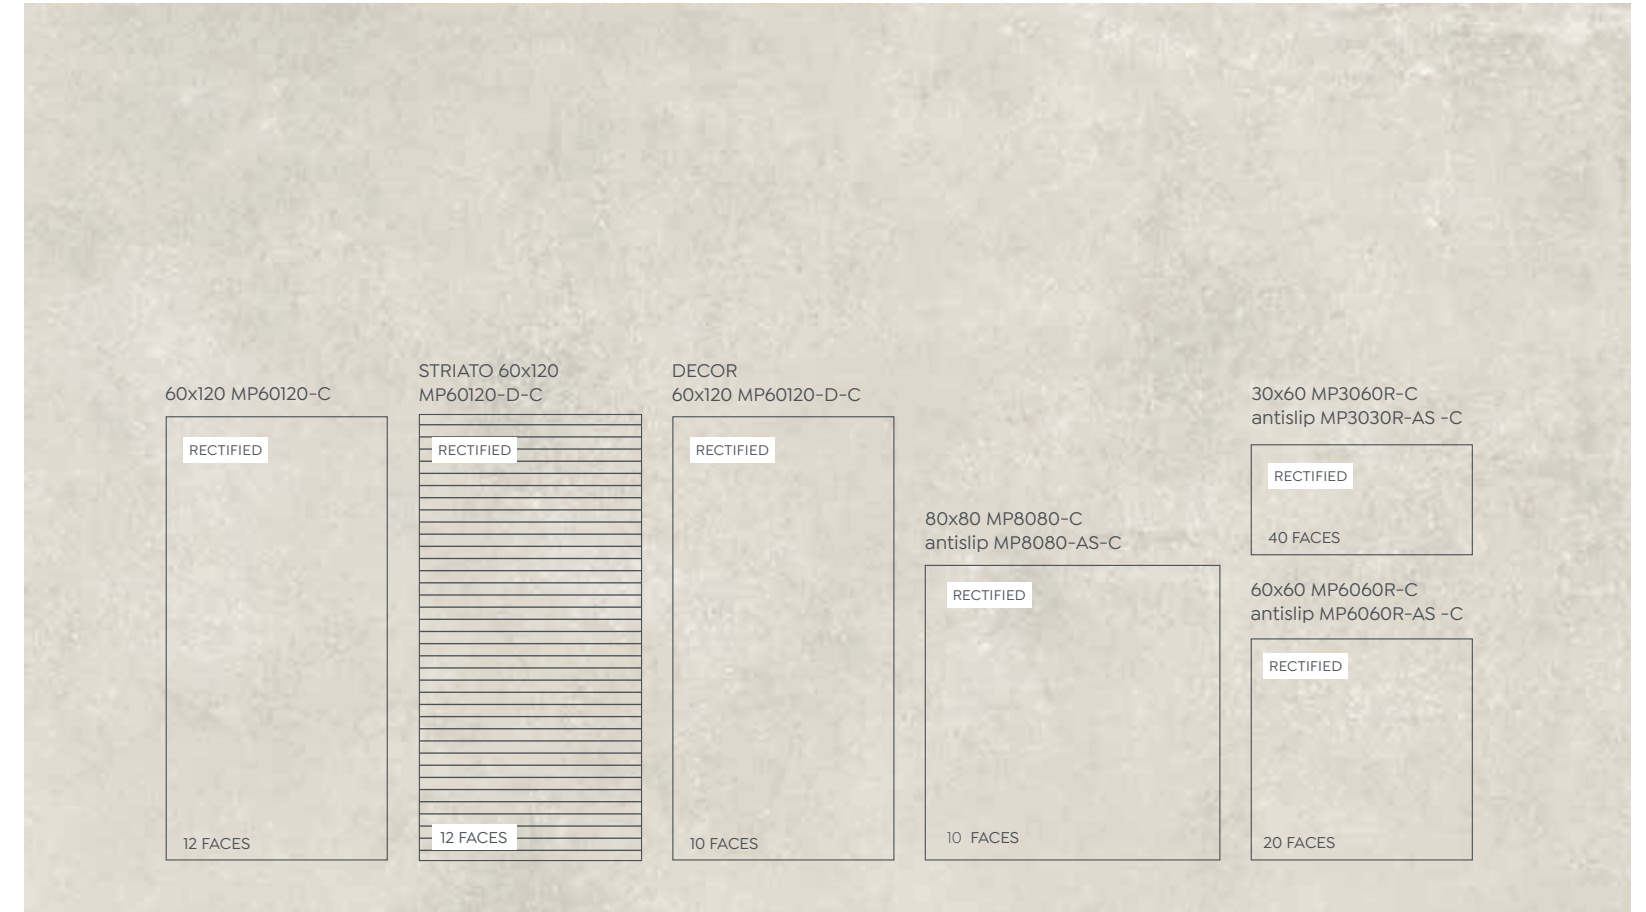 60x120 MP60120-C
RECTIFIED
12 FACES
STRIATO 60x120
MP60120-D-C
RECTIFIED
12 FACES
DECOR
60x120 MP60120-D-C
RECTIFIED
10 FACES
80x80 MP8080-C
antislip MP8080-AS-C
RECTIFIED
10 FACES
30x60 MP3060R-C
antislip MP3030R-AS -C
RECTIFIED
40 FACES
60x60 MP6060R-C
antislip MP6060R-AS -C
RECTIFIED
20 FACES